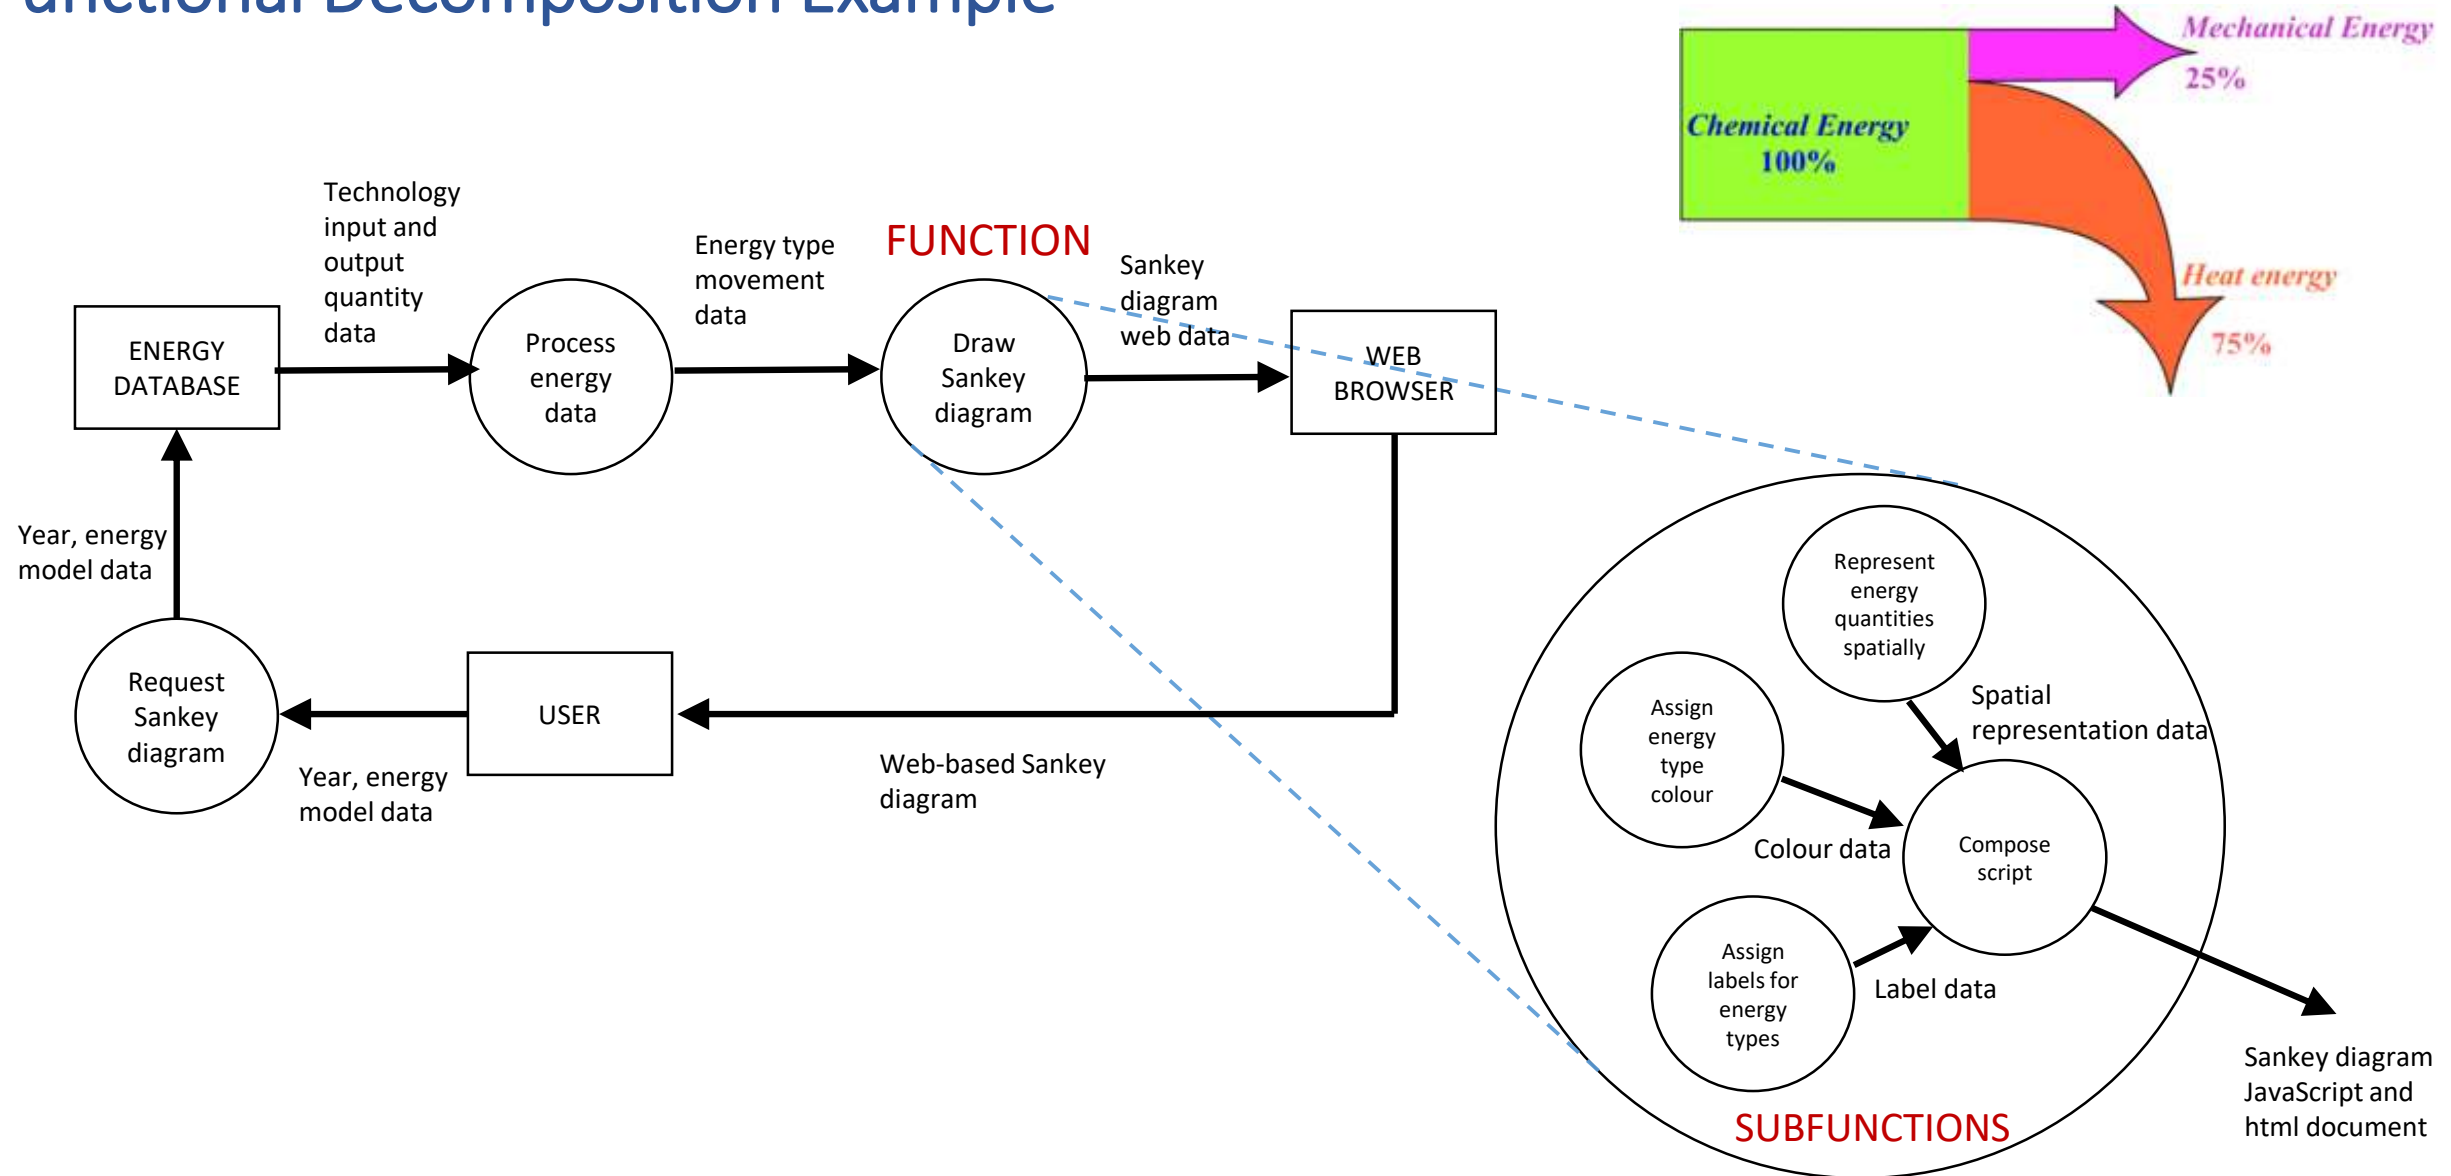 unctional Decomposition Example
Mechanical Energy
25%
Chemical Energy
100%
Heat energy
75%
Technology
input and
output
quantity
data
Energy type
movement
data
FUNCTION
Sankey
diagram
web data
ENERGY
DATABASE
Process
energy
data
Draw
Sankey
diagram
WEB
BROWSER
Year, energy
model data
Request
Sankey
diagram
Year, energy
model data
USER
Web-based Sankey
diagram
Represent
energy
quantities
spatially
Spatial
representation data
Assign
energy
type
colour
Colour data
Compose
script
Assign
labels for
energy
types
Label data
SUBFUNCTIONS
Sankey diagram
JavaScript and
html document